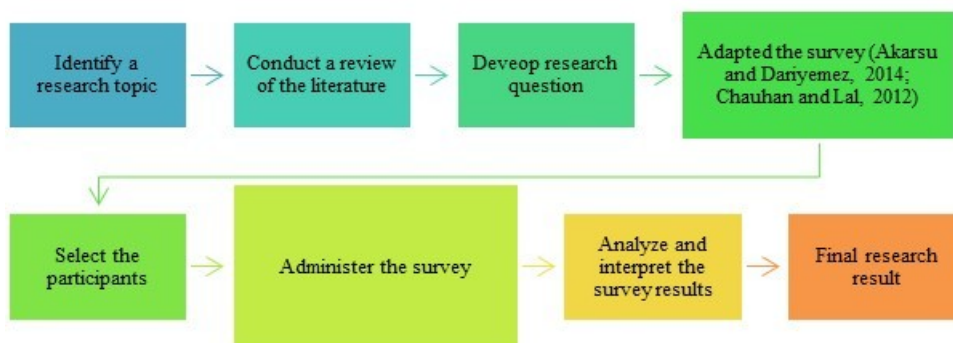 Identify a
research topic
Conduct a review
of the literature
Deveop research
question
Adapted the survey (Akarsu
and Dariyemez, 2014;
Chauhan and Lal, 2012)
Select the
participants
Administer the survey
Analyze and
interpret the
survey results
Final research
result